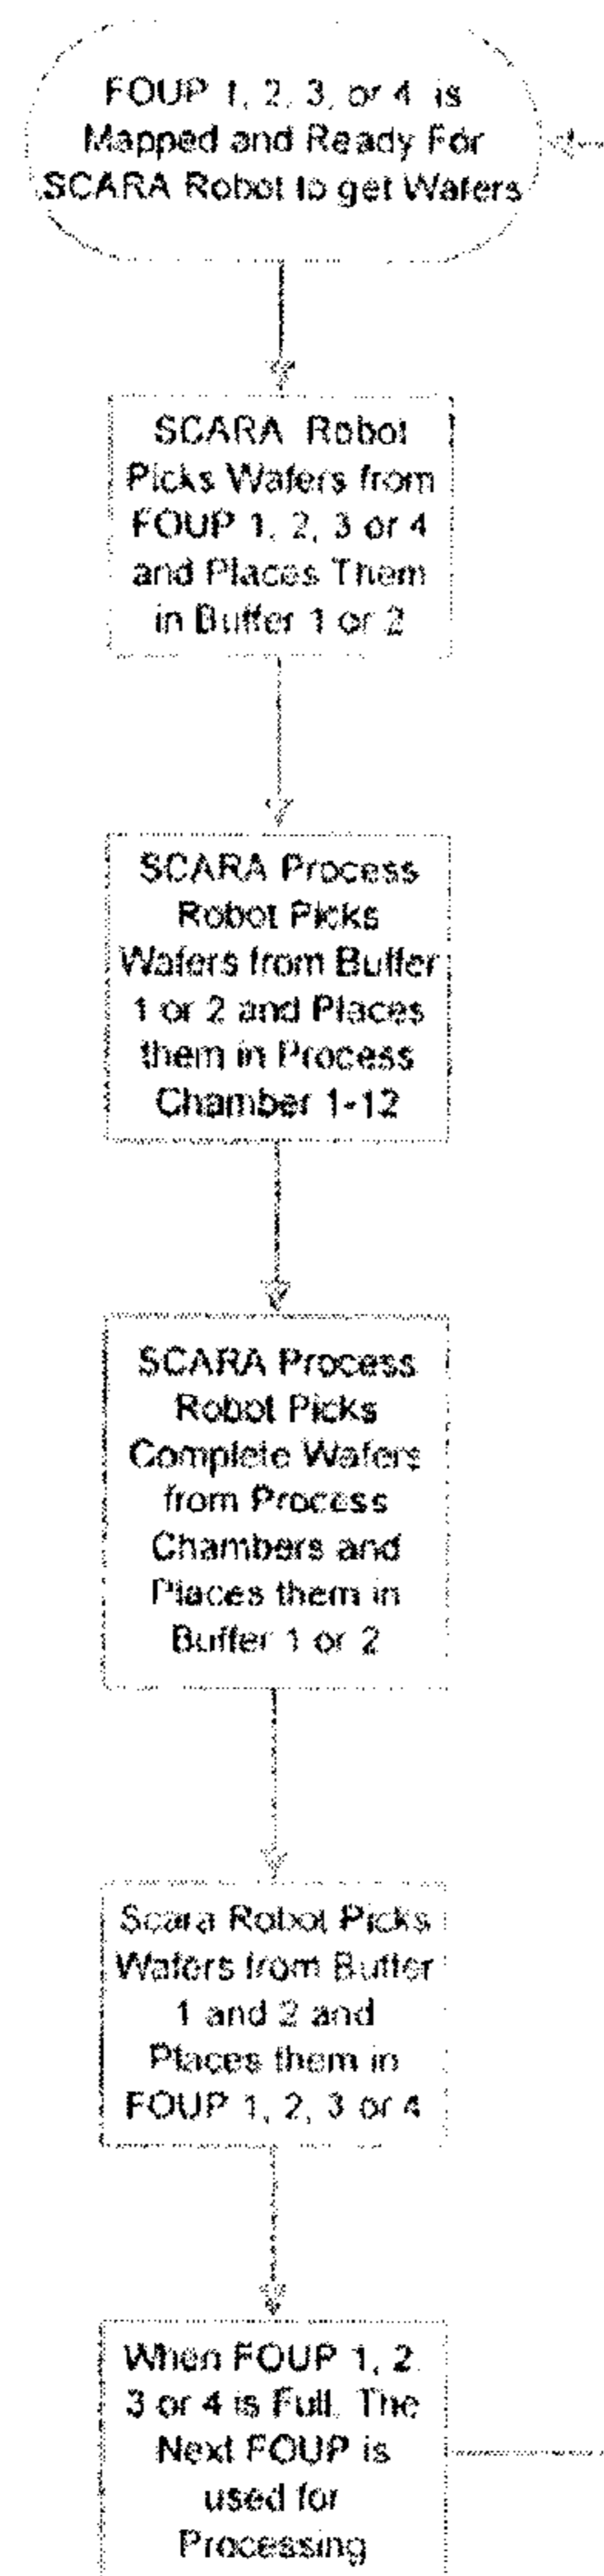 FOUP 1, 2, 3, or 4 is
Mapped and Ready For
SCARA Robot to get Wafers
SCARA Robot
Picks Wafers from
FOUP 1, 2, 3 or 4
and Places Them
in Buffer 1 or 2
SCARA Process
Robot Picks
Wafers from Buffer
1 or 2 and Places
them in Process
Chamber 1-12
SCARA Process
Robot Picks
Complete Wafers
from Process
Chambers and
Places them in
Buffer 1 or 2
Scara Robot Picks
Wafers from Buffer
1 and 2 and
Places them in
FOUP 1, 2, 3 or 4
When FOUP 1, 2
3 or 4 is Full. The
Next FOUP is
used for
Processing